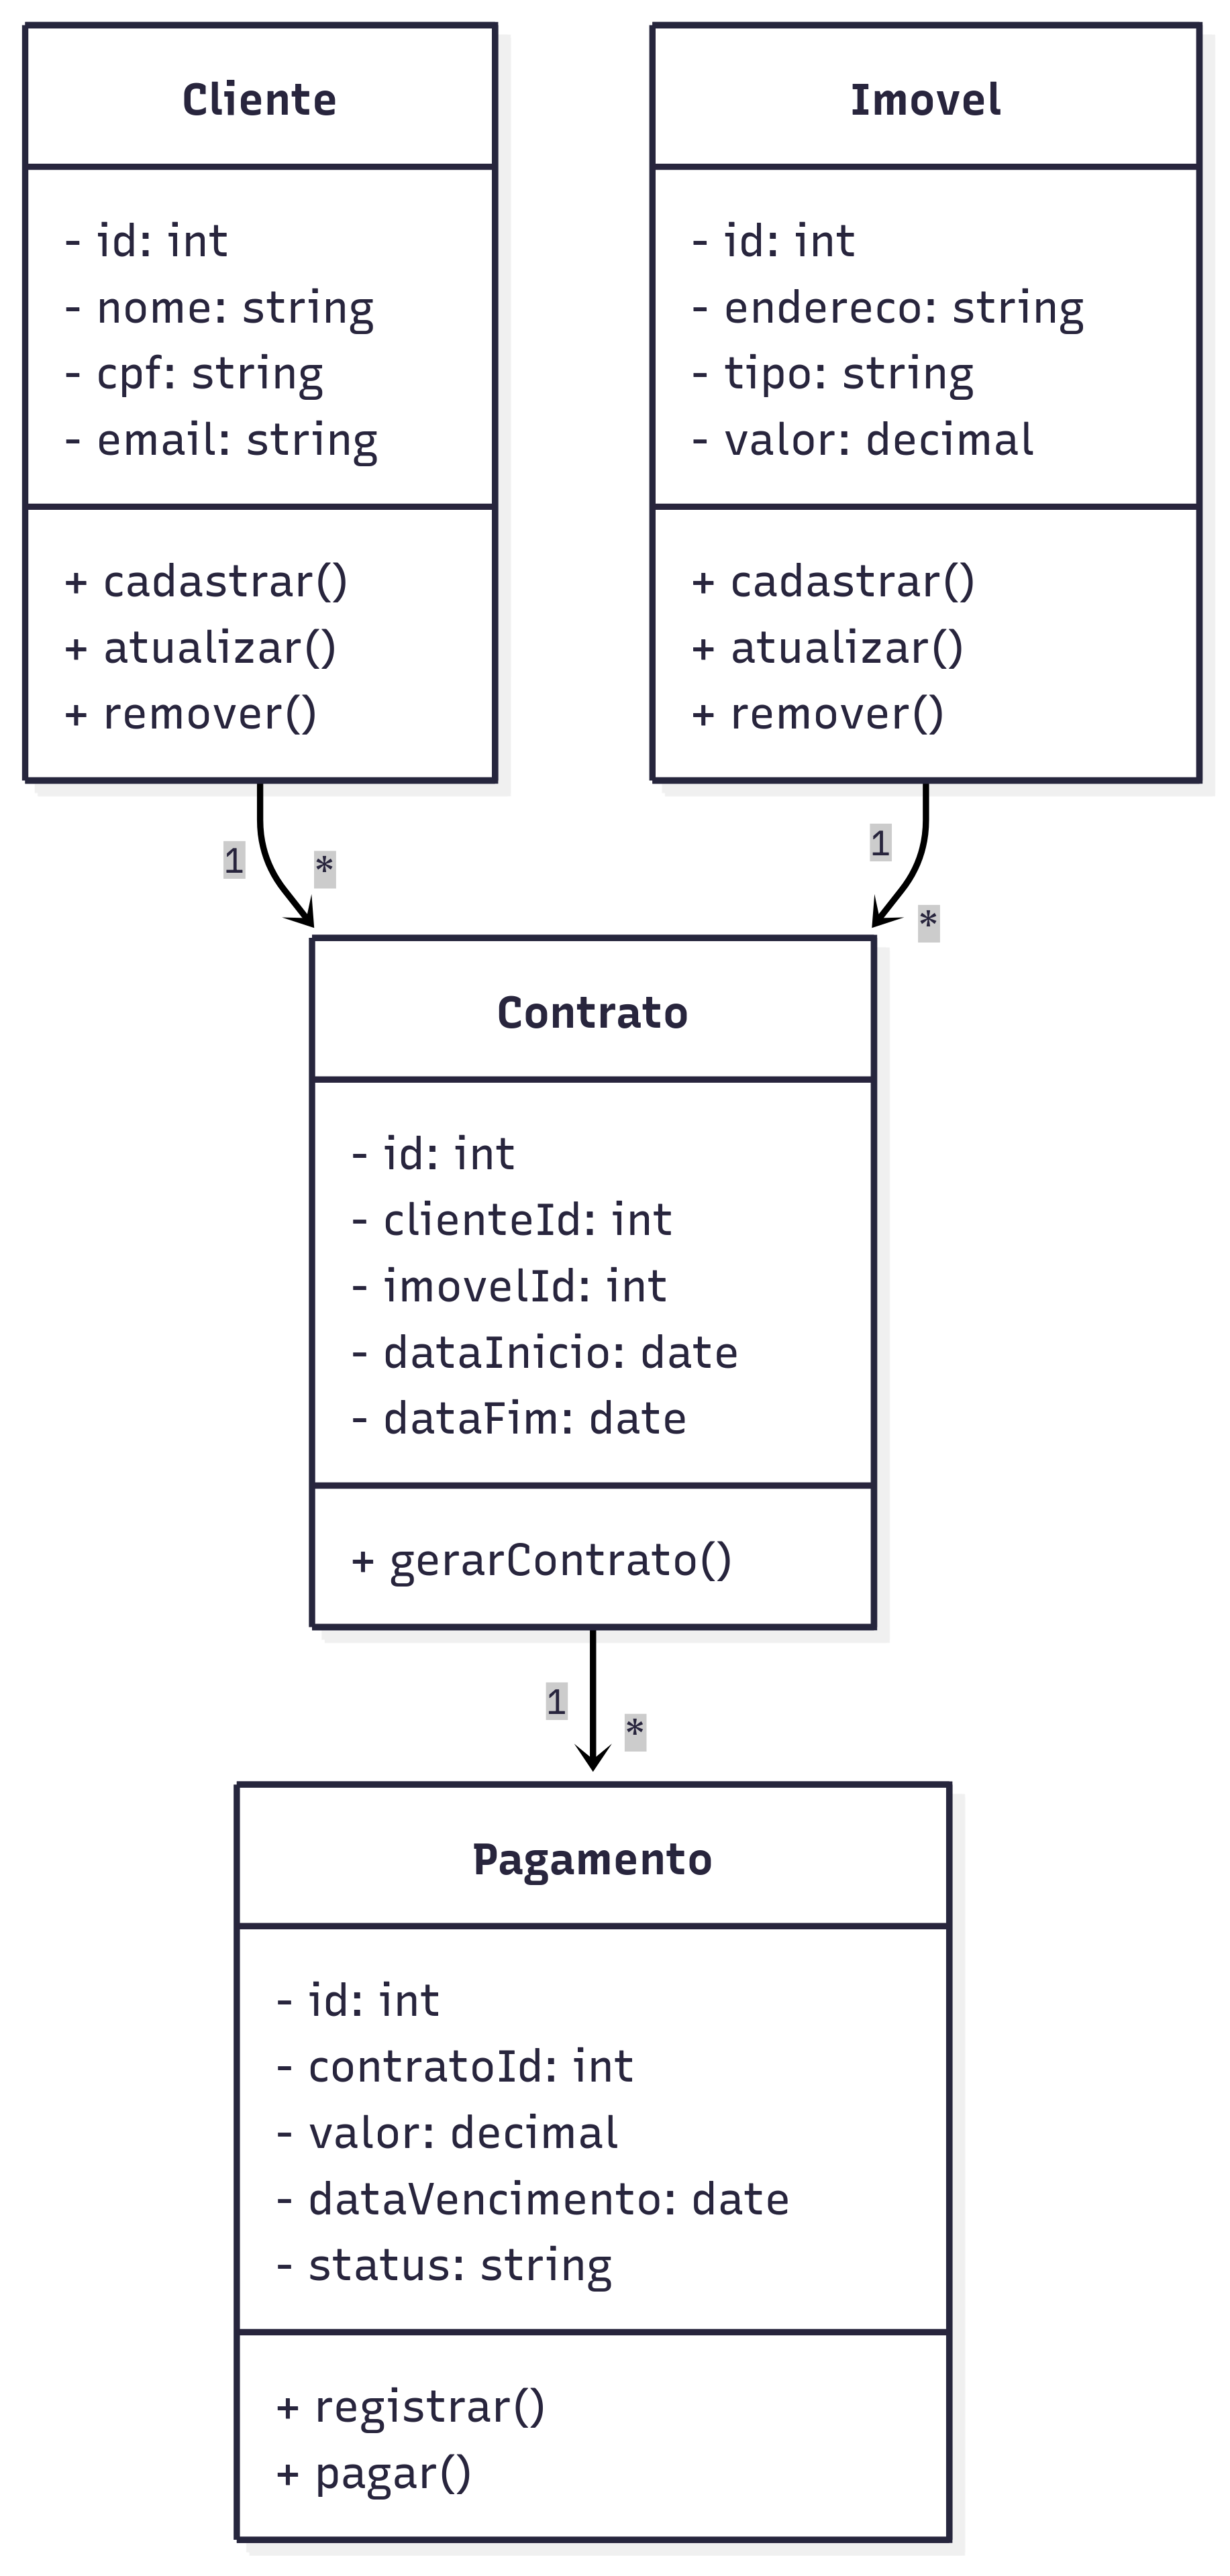 Cliente
- id: int
- nome: string
- cpf: string
- email: string
+ cadastrar()
+ atualizar()
+ remover()
Imovel
- id: int
- endereco: string
- tipo: string
- valor: decimal
+ cadastrar()
+ atualizar()
+ remover()
1
*
1
*
Contrato
- id: int
- clienteId: int
- imovelId: int
- dataInicio: date
- dataFim: date
+ gerarContrato()
1
*
Pagamento
- id: int
- contratoId: int
- valor: decimal
- dataVencimento: date
- status: string
+ registrar()
+ pagar()